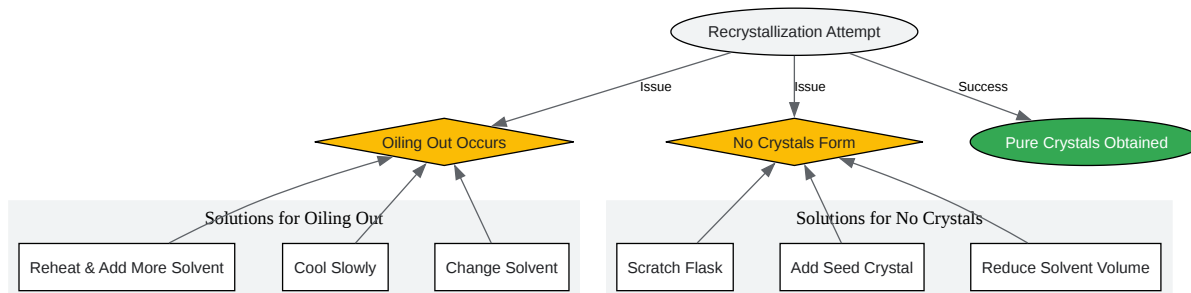 Recrystallization Attempt
Issue
Issue
Success
Oiling Out Occurs
No Crystals Form
Pure Crystals Obtained
Solutions for Oiling Out
Solutions for No Crystals
Reheat & Add More Solvent
Cool Slowly
Change Solvent
Scratch Flask
Add Seed Crystal
Reduce Solvent Volume